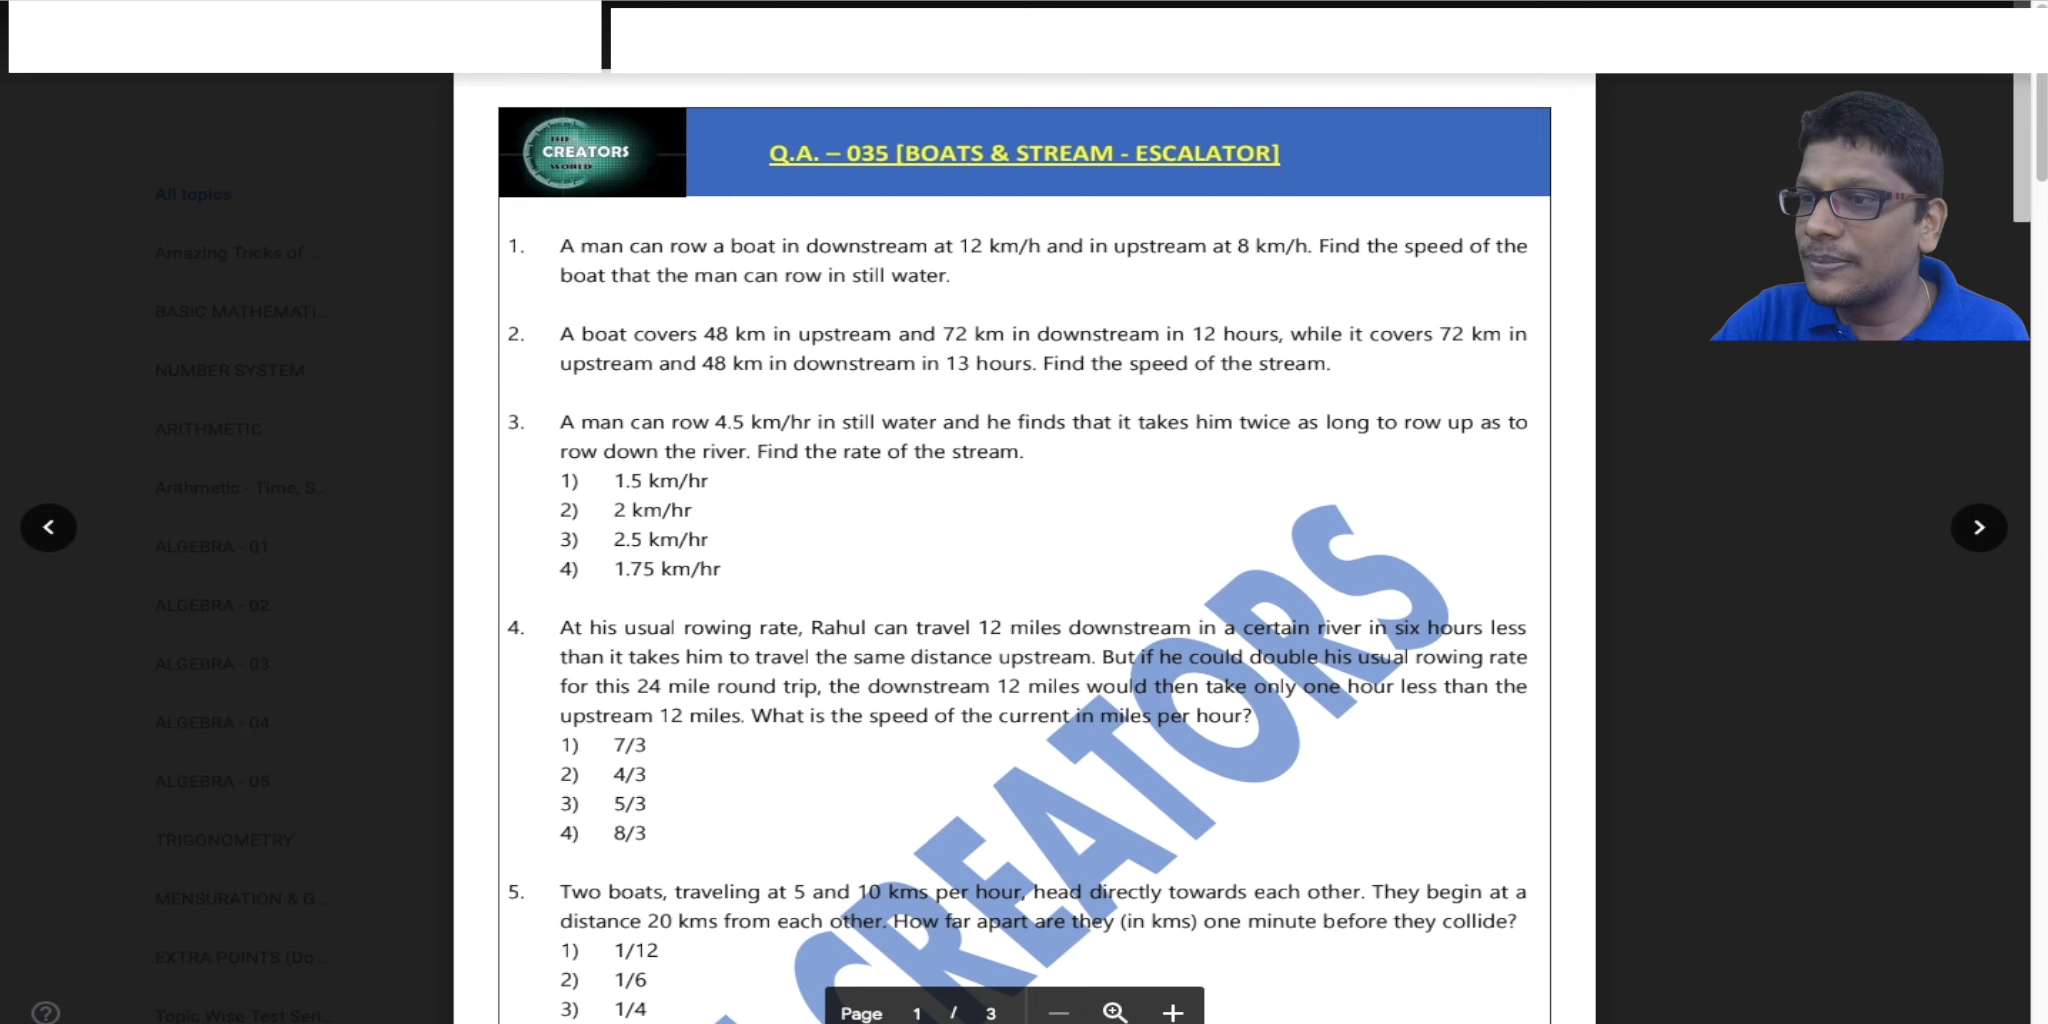 THE
CREATORS
WORLD
Q.A. – 035 [BOATS & STREAM - ESCALATOR]
All topics
Amazing Tricks of ...
BASIC MATHEMATI...
NUMBER SYSTEM
ARITHMETIC
Arithmetic - Time, S...
ALGEBRA - 01
ALGEBRA - 02
ALGEBRA - 03
ALGEBRA - 04
ALGEBRA - 05
TRIGONOMETRY
MENSURATION & G...
EXTRA POINTS (Do ...
Topic Wise Test Seri...
1. A man can row a boat in downstream at 12 km/h and in upstream at 8 km/h. Find the speed of the
boat that the man can row in still water.
2. A boat covers 48 km in upstream and 72 km in downstream in 12 hours, while it covers 72 km in
upstream and 48 km in downstream in 13 hours. Find the speed of the stream.
3. A man can row 4.5 km/hr in still water and he finds that it takes him twice as long to row up as to
row down the river. Find the rate of the stream.
1) 1.5 km/hr
2) 2 km/hr
3) 2.5 km/hr
4) 1.75 km/hr
4. At his usual rowing rate, Rahul can travel 12 miles downstream in a certain river in six hours less
than it takes him to travel the same distance upstream. But if he could double his usual rowing rate
for this 24 mile round trip, the downstream 12 miles would then take only one hour less than the
upstream 12 miles. What is the speed of the current in miles per hour?
1) 7/3
2) 4/3
3) 5/3
4) 8/3
5. Two boats, traveling at 5 and 10 kms per hour, head directly towards each other. They begin at a
distance 20 kms from each other. How far apart are they (in kms) one minute before they collide?
1) 1/12
2) 1/6
3) 1/4
CREATORS
Page 1 / 3